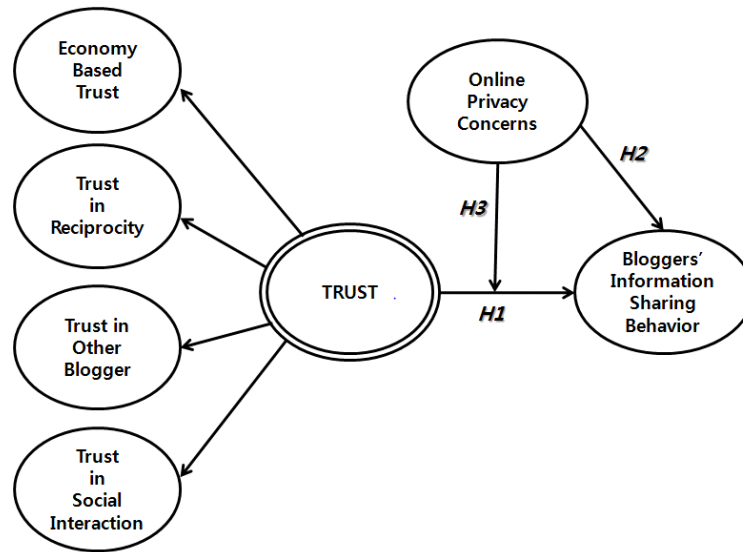 Economy
Based
Trust
Trust
in
Reciprocity
Trust in
Other
Blogger
Trust
in
Social
Interaction
TRUST
Online
Privacy
Concerns
H2
H3
H1
Bloggers'
Information
Sharing
Behavior